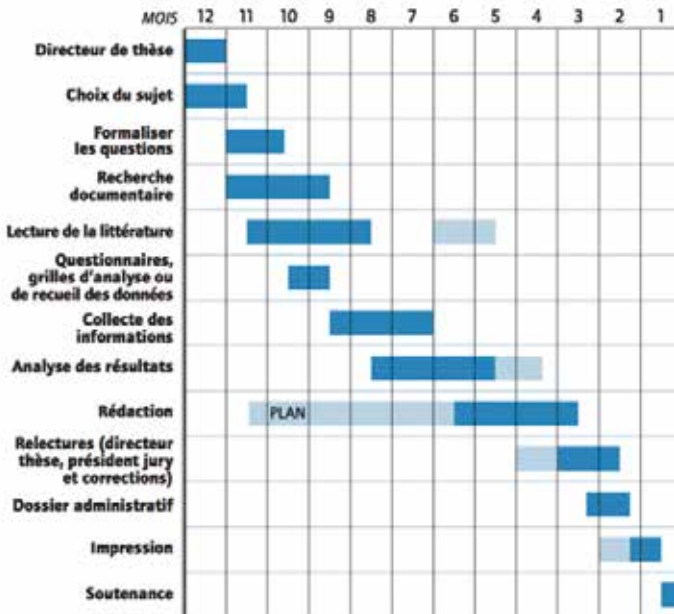 MOIS 12 11 10 9 8 7 6 5 4 3 2 1
Directeur de thèse
Choix du sujet
Formaliser
les questions
Recherche
documentaire
Lecture de la littérature
Questionnaires,
grilles d'analyse ou
de recueil des données
Collecte des
informations
Analyse des résultats
Rédaction PLAN
Relectures (directeur
thèse, président jury
et corrections)
Dossier administratif
Impression
Soutenance